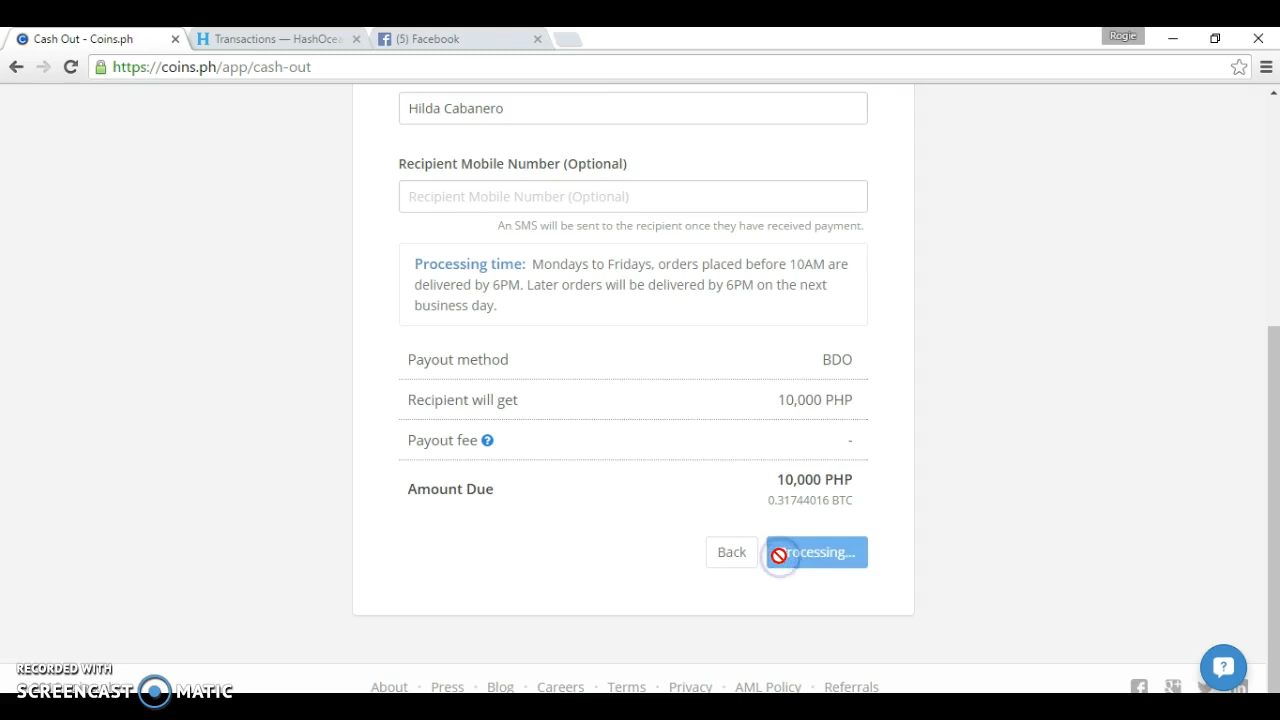 Cash Out - Coins.ph
Transactions — HashOce
(5) Facebook
Rogie
https://coins.ph/app/cash-out
Hilda Cabanero
Recipient Mobile Number (Optional)
Recipient Mobile Number (Optional)
An SMS will be sent to the recipient once they have received payment.
Processing time: Mondays to Fridays, orders placed before 10AM are
delivered by 6PM. Later orders will be delivered by 6PM on the next
business day.
Payout method BDO
Recipient will get 10,000 PHP
Payout fee ? -
Amount Due 10,000 PHP
0.31744016 BTC
Back Processing...
RECORDED WITH
SCREENCAST MATIC
About · Press · Blog · Careers · Terms · Privacy · AML Policy · Referrals